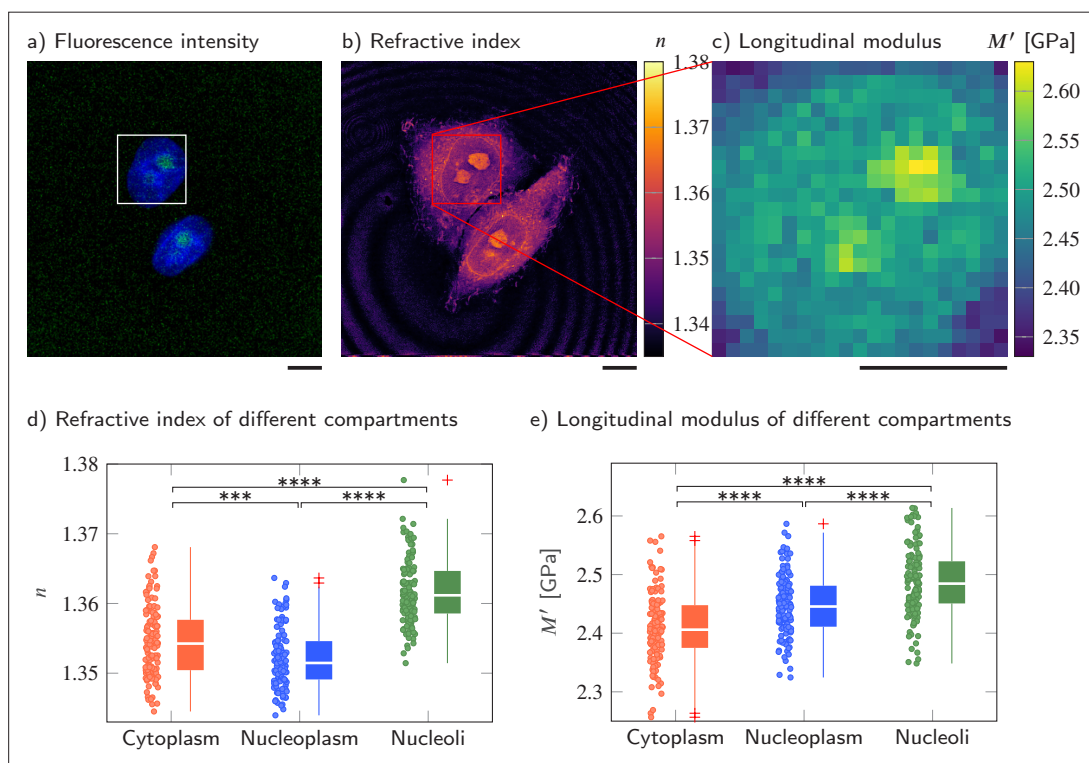 a) Fluorescence intensity
b) Refractive index
n
c) Longitudinal modulus
M′ [GPa]
1.38
1.37
1.36
1.35
1.34
2.60
2.55
2.50
2.45
2.40
2.35
d) Refractive index of different compartments
1.38
1.37
1.36
1.35
n
****
*** ****
Cytoplasm Nucleoplasm Nucleoli
e) Longitudinal modulus of different compartments
2.6
2.5
2.4
2.3
M′ [GPa]
****
**** ****
Cytoplasm Nucleoplasm Nucleoli